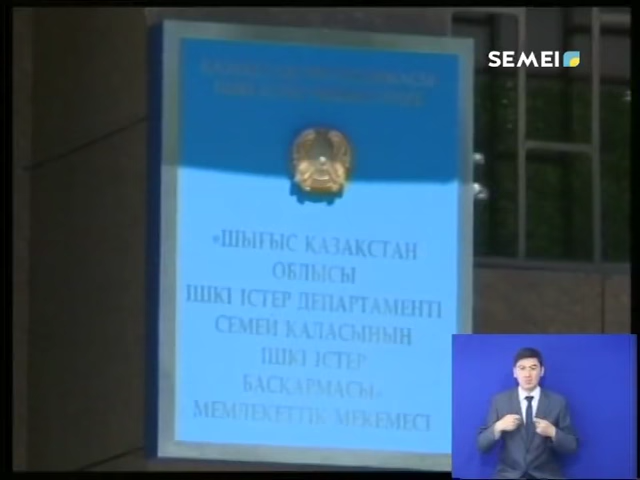 SEMEI
«ШЫҒЫС ҚАЗАҚСТАН
ОБЛЫСЫ
ІШКІ ІСТЕР ДЕПАРТАМЕНТІ
СЕМЕЙ ҚАЛАСЫНЫҢ
ІШКІ ІСТЕР
БАСҚАРМАСЫ»
МЕМЛЕКЕТТІК МЕКЕМЕСІ